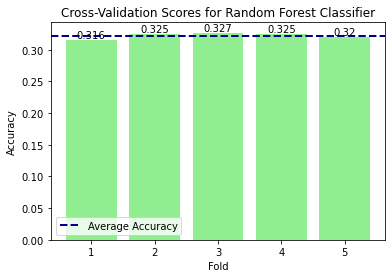 Cross-Validation Scores for Random Forest Classifier
0.316 0.325 0.327 0.325 0.32
0.30
0.25
0.20
0.15
0.10
0.05
0.00
Accuracy
Average Accuracy
1 2 3 4 5
Fold